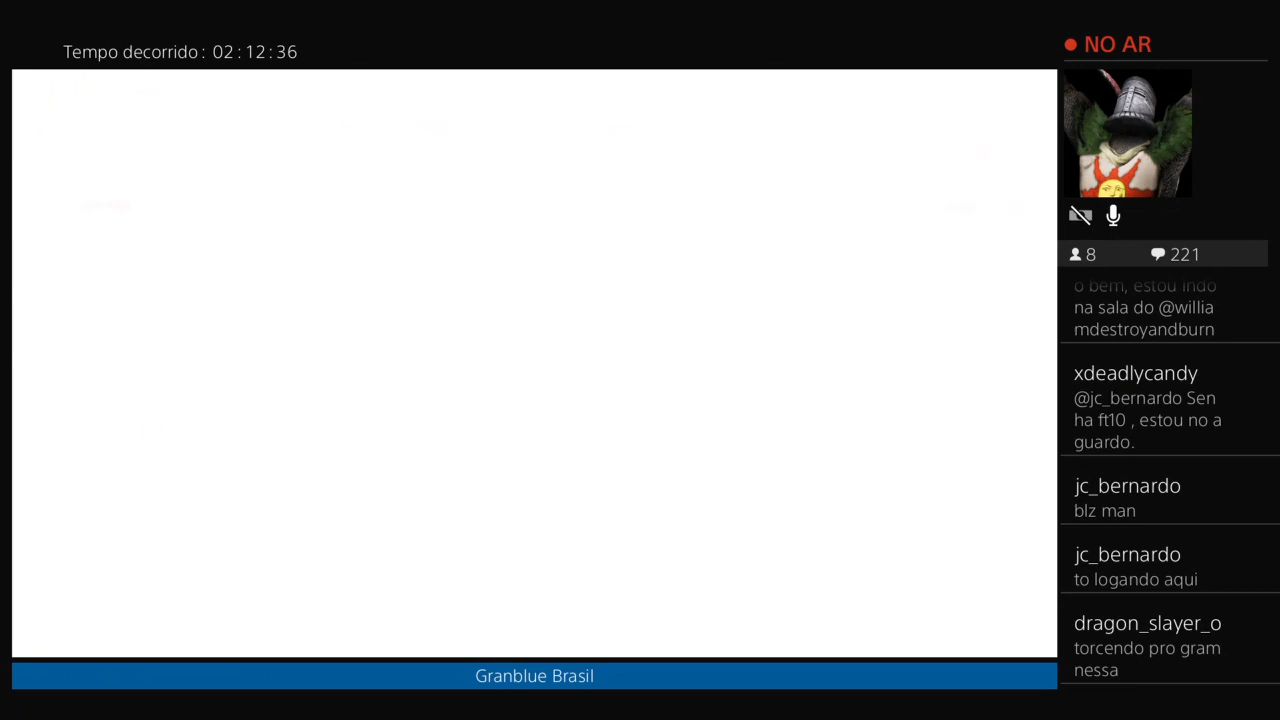 Tempo decorrido : 02 : 12 : 36
NO AR
8 221
o bem, estou indo
na sala do @willia
mdestroyandburn
xdeadlycandy
@jc_bernardo Sen
ha ft10 , estou no a
guardo.
jc_bernardo
blz man
jc_bernardo
to logando aqui
dragon_slayer_o
torcendo pro gram
nessa
Granblue Brasil